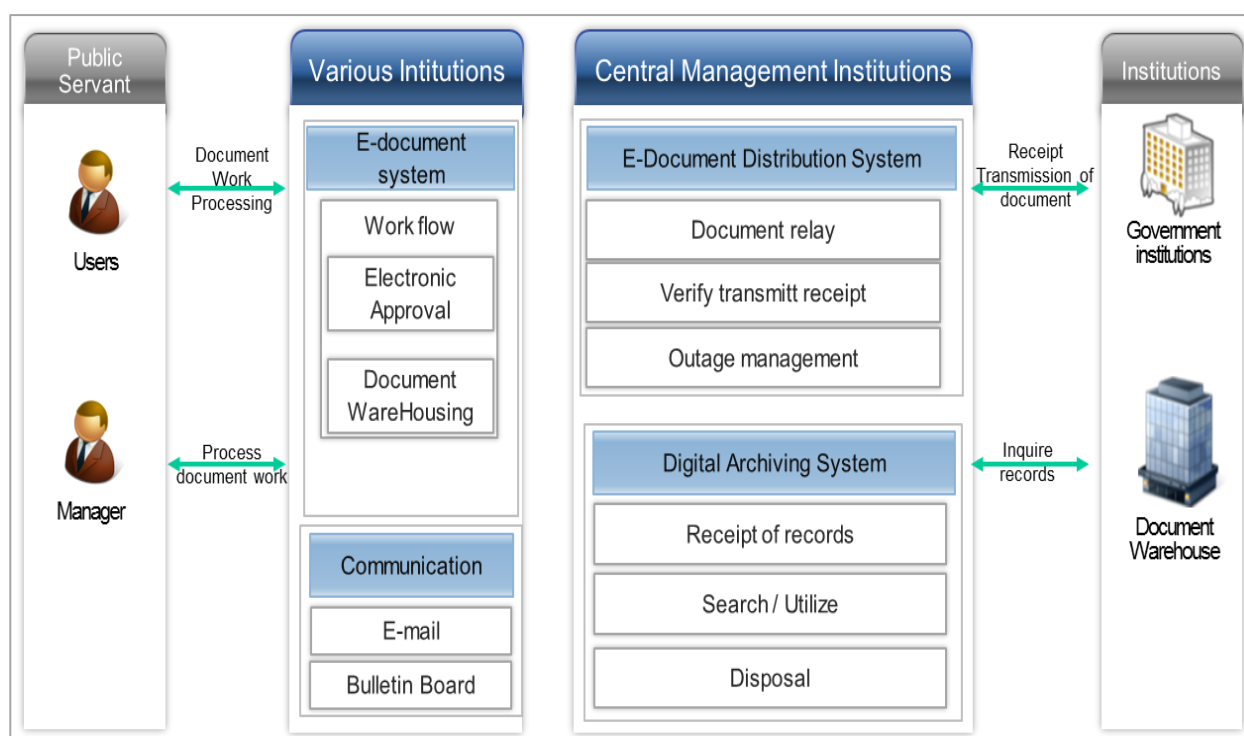 Public
Servant
Users
Manager
Document
Work
Processing
Process
document work
Various Intitutions
E-document
system
Work flow
Electronic
Approval
Document
WareHousing
Communication
E-mail
Bulletin Board
Central Management Institutions
E-Document Distribution System
Document relay
Verify transmitt receipt
Outage management
Digital Archiving System
Receipt of records
Search / Utilize
Disposal
Receipt
Transmission of
document
Inquire
records
Institutions
Government
institutions
Document
Warehouse